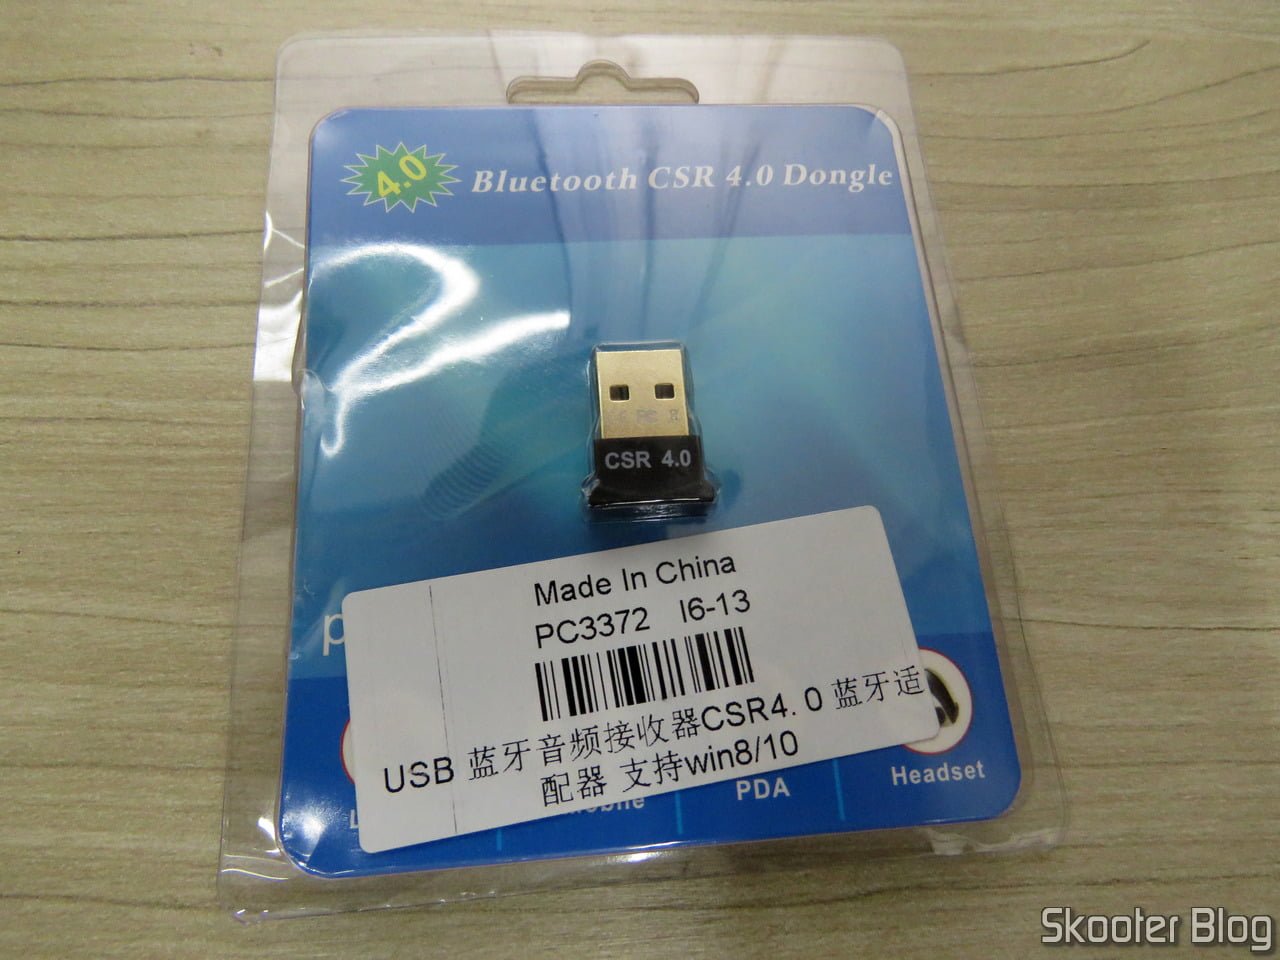 4.0
Bluetooth CSR 4.0 Dongle
CSR 4.0
Made In China
PC3372 I6-13
USB 蓝牙音频接收器CSR4.0 蓝牙适
配器 支持win8/10
PDA
Headset
Skooter Blog